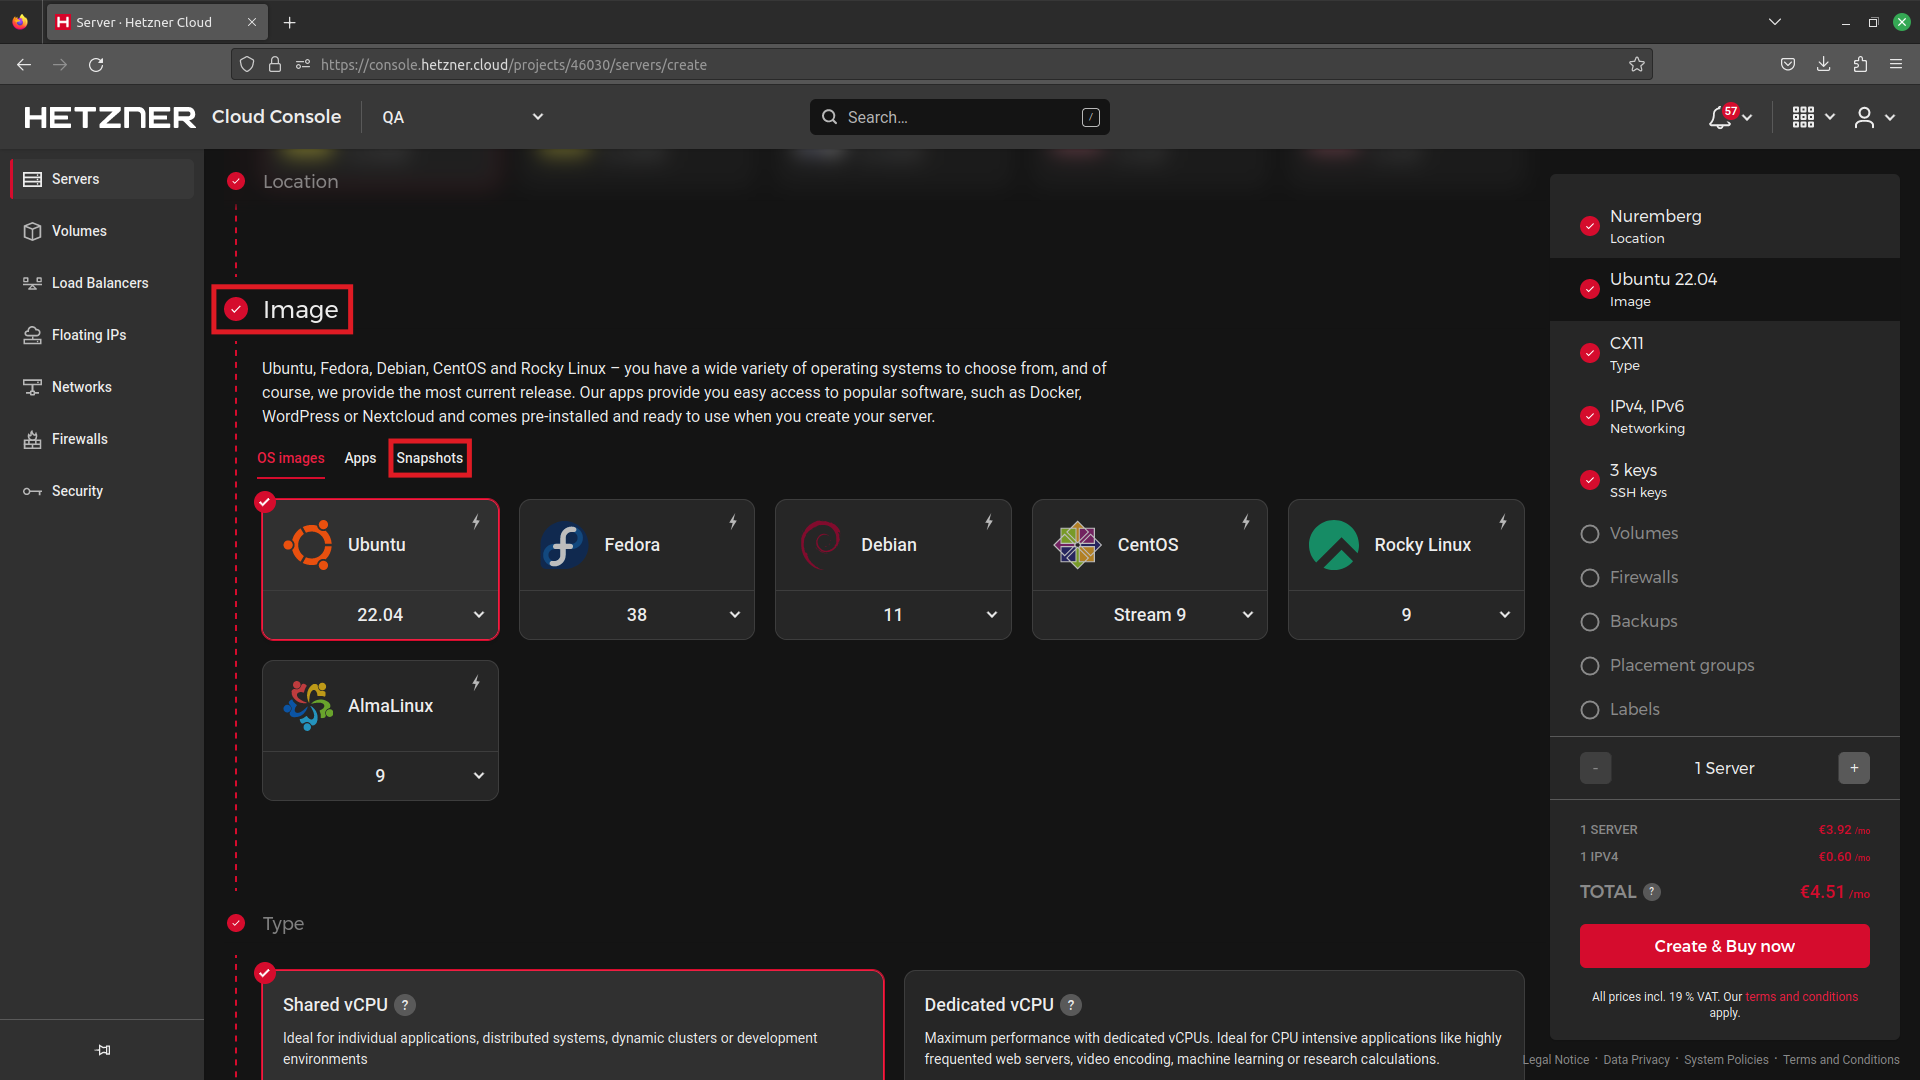 Server · Hetzner Cloud
https://console.hetzner.cloud/projects/46030/servers/create
HETZNER Cloud Console QA
Search…
/
57
Servers
Volumes
Load Balancers
Floating IPs
Networks
Firewalls
Security
Location
Image
Ubuntu, Fedora, Debian, CentOS and Rocky Linux – you have a wide variety of operating systems to choose from, and of
course, we provide the most current release. Our apps provide you easy access to popular software, such as Docker,
WordPress or Nextcloud and comes pre-installed and ready to use when you create your server.
OS images Apps Snapshots
Ubuntu
22.04
Fedora
38
Debian
11
CentOS
Stream 9
Rocky Linux
9
AlmaLinux
9
Type
Shared vCPU ?
Ideal for individual applications, distributed systems, dynamic clusters or development
environments
Dedicated vCPU ?
Maximum performance with dedicated vCPUs. Ideal for CPU intensive applications like highly
frequented web servers, video encoding, machine learning or research calculations.
Nuremberg
Location
Ubuntu 22.04
Image
CX11
Type
IPv4, IPv6
Networking
3 keys
SSH keys
Volumes
Firewalls
Backups
Placement groups
Labels
- 1 Server +
1 SERVER €3.92 /mo
1 IPV4 €0.60 /mo
TOTAL ? €4.51 /mo
Create & Buy now
All prices incl. 19 % VAT. Our terms and conditions
apply.
Legal Notice · Data Privacy · System Policies · Terms and Conditions